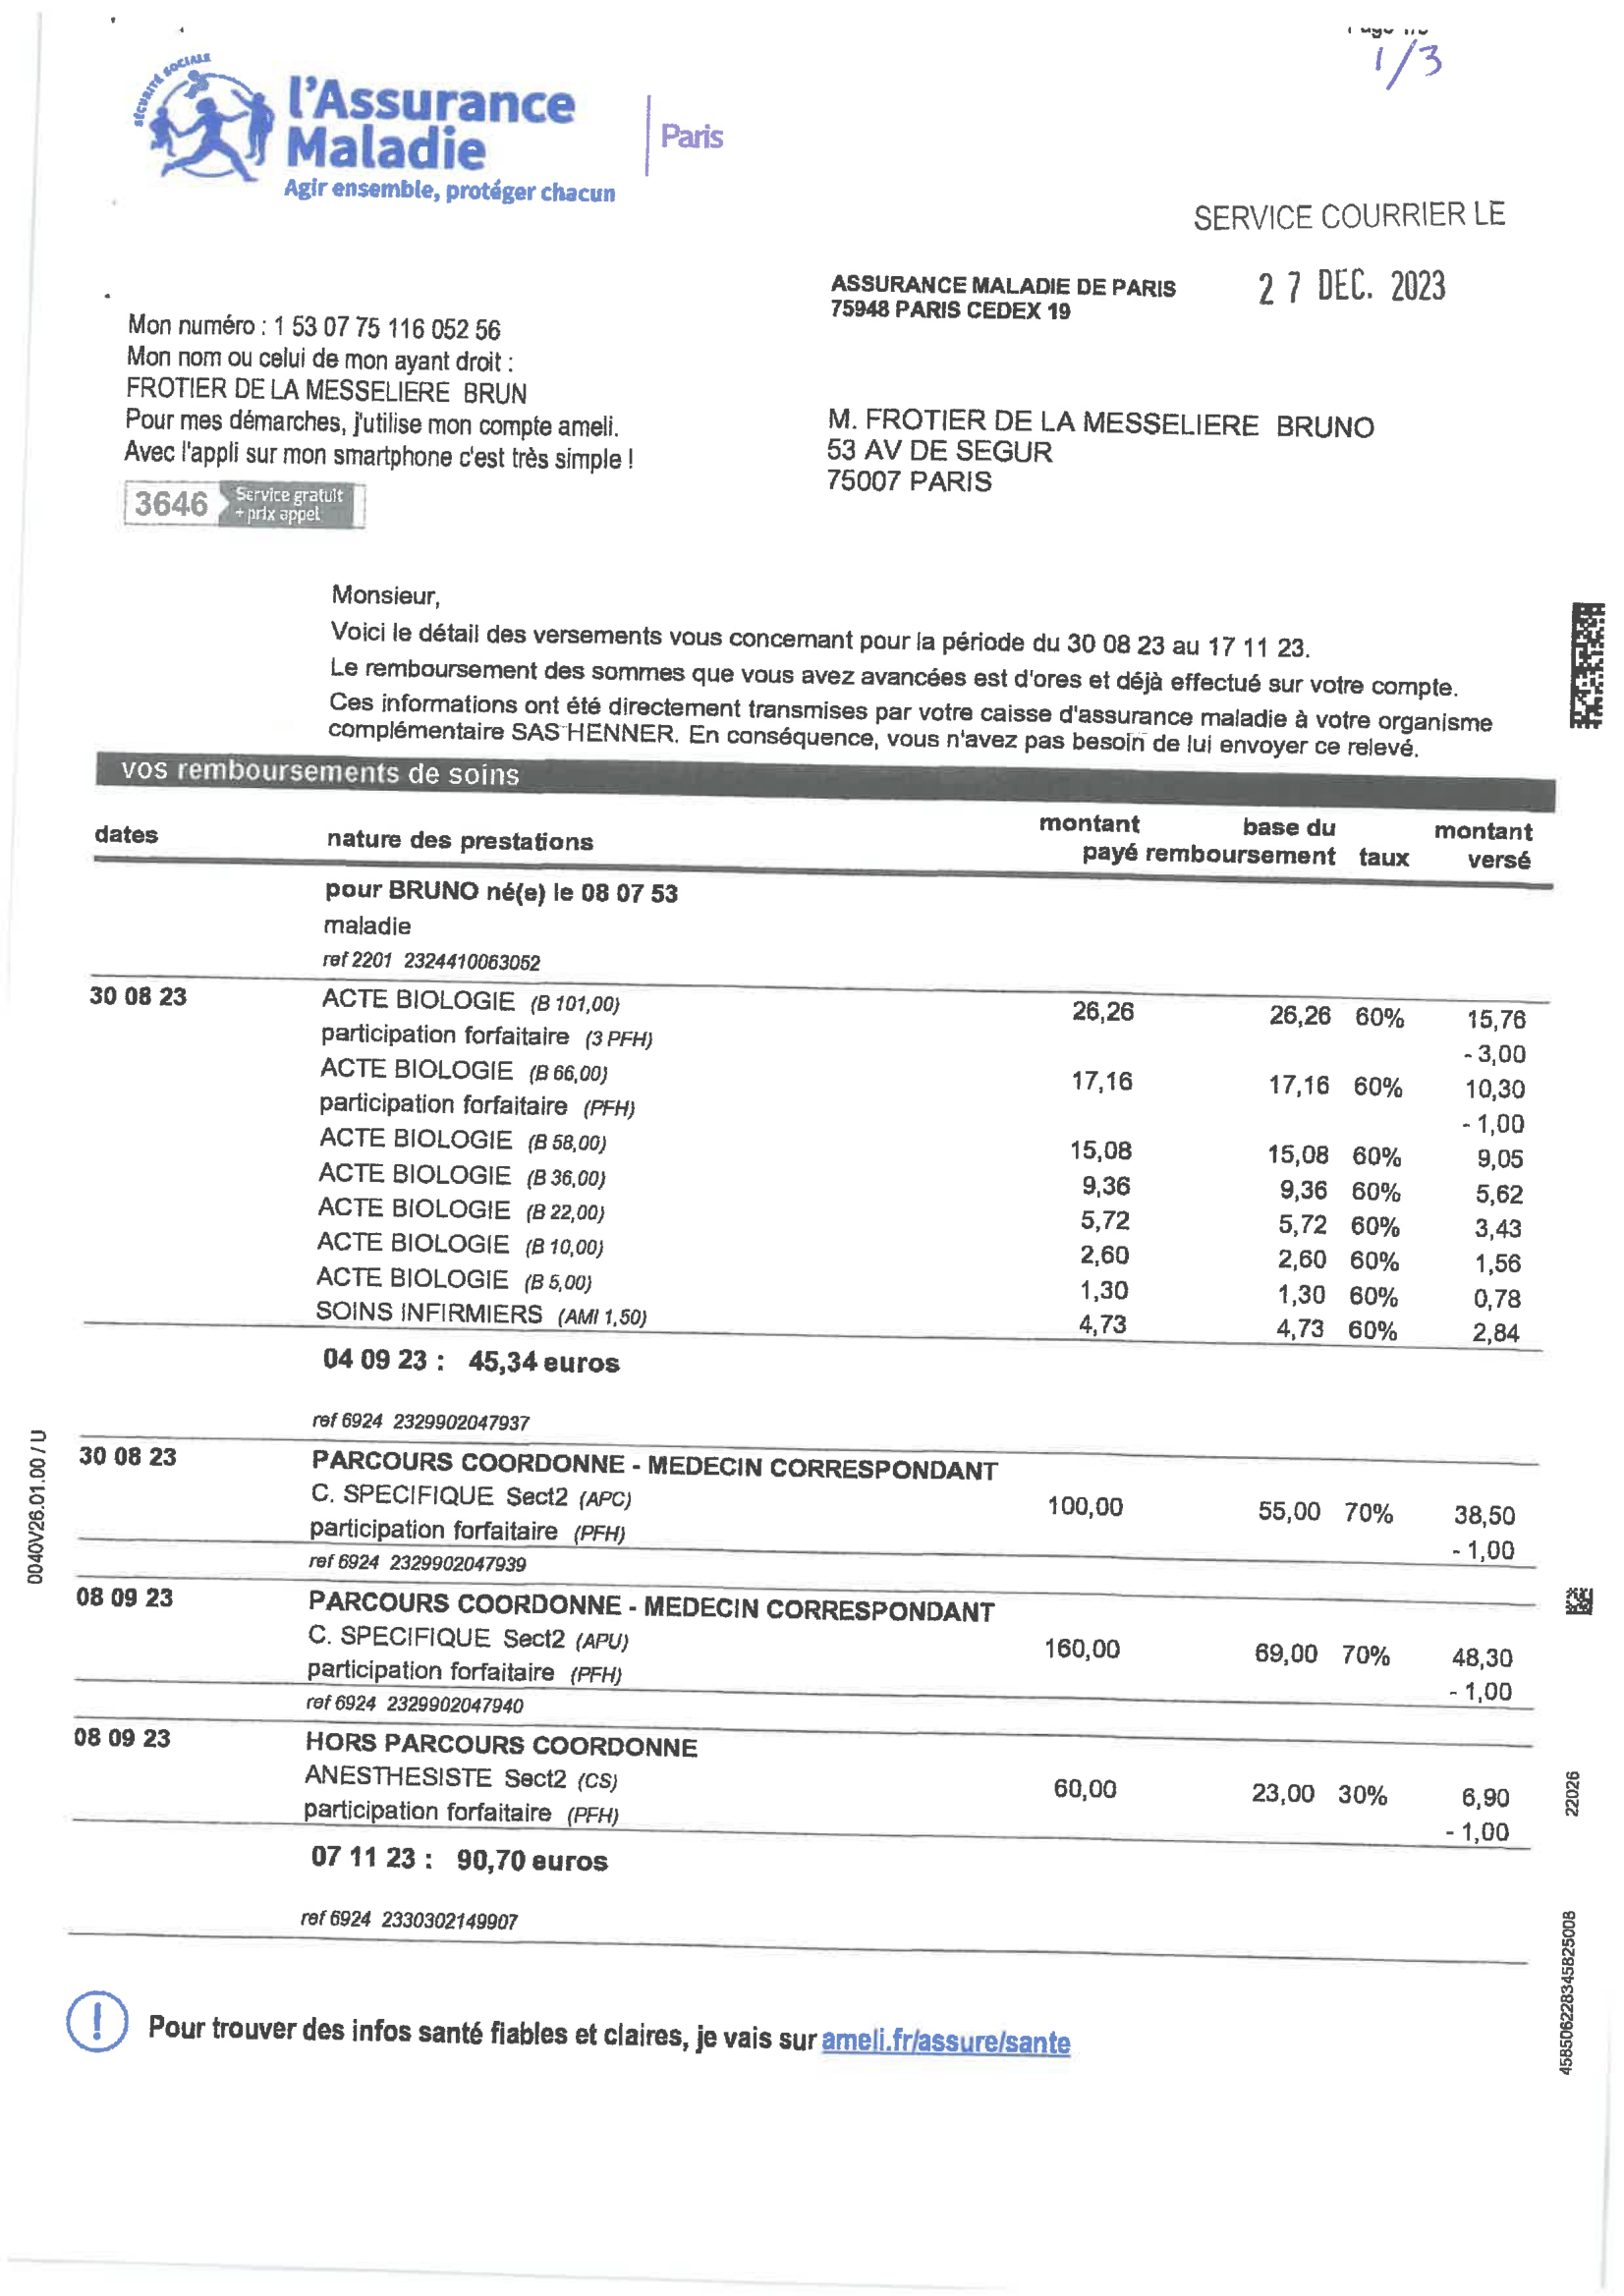 1/3
SÉCURITÉ SOCIALE
l'Assurance
Maladie
Agir ensemble, protéger chacun
Paris
SERVICE COURRIER LE
27 DEC. 2023
ASSURANCE MALADIE DE PARIS
75948 PARIS CEDEX 19
Mon numéro : 1 53 07 75 116 052 56
Mon nom ou celui de mon ayant droit :
FROTIER DE LA MESSELIERE BRUN
Pour mes démarches, j'utilise mon compte ameli.
Avec l'appli sur mon smartphone c'est très simple !
3646 Service gratuit
+ prix appel
M. FROTIER DE LA MESSELIERE BRUNO
53 AV DE SEGUR
75007 PARIS
Monsieur,
Voici le détail des versements vous concernant pour la période du 30 08 23 au 17 11 23.
Le remboursement des sommes que vous avez avancées est d'ores et déjà effectué sur votre compte.
Ces informations ont été directement transmises par votre caisse d'assurance maladie à votre organisme
complémentaire SAS HENNER. En conséquence, vous n'avez pas besoin de lui envoyer ce relevé.
vos remboursements de soins
dates nature des prestations montant payé base du remboursement taux montant versé
pour BRUNO né(e) le 08 07 53
maladie
ref 2201 2324410063052
30 08 23 ACTE BIOLOGIE (B 101,00) 26,26 26,26 60% 15,76
participation forfaitaire (3 PFH) - 3,00
ACTE BIOLOGIE (B 66,00) 17,16 17,16 60% 10,30
participation forfaitaire (PFH) - 1,00
ACTE BIOLOGIE (B 58,00) 15,08 15,08 60% 9,05
ACTE BIOLOGIE (B 36,00) 9,36 9,36 60% 5,62
ACTE BIOLOGIE (B 22,00) 5,72 5,72 60% 3,43
ACTE BIOLOGIE (B 10,00) 2,60 2,60 60% 1,56
ACTE BIOLOGIE (B 5,00) 1,30 1,30 60% 0,78
SOINS INFIRMIERS (AMI 1,50) 4,73 4,73 60% 2,84
04 09 23 : 45,34 euros
ref 6924 2329902047937
30 08 23 PARCOURS COORDONNE - MEDECIN CORRESPONDANT
C. SPECIFIQUE Sect2 (APC) 100,00 55,00 70% 38,50
participation forfaitaire (PFH) - 1,00
ref 6924 2329902047939
08 09 23 PARCOURS COORDONNE - MEDECIN CORRESPONDANT
C. SPECIFIQUE Sect2 (APU) 160,00 69,00 70% 48,30
participation forfaitaire (PFH) - 1,00
ref 6924 2329902047940
08 09 23 HORS PARCOURS COORDONNE
ANESTHESISTE Sect2 (CS) 60,00 23,00 30% 6,90
participation forfaitaire (PFH) - 1,00
07 11 23 : 90,70 euros
ref 6924 2330302149907
Pour trouver des infos santé fiables et claires, je vais sur ameli.fr/assure/sante
0040V26.01.00 / U
22026
458506228345825008